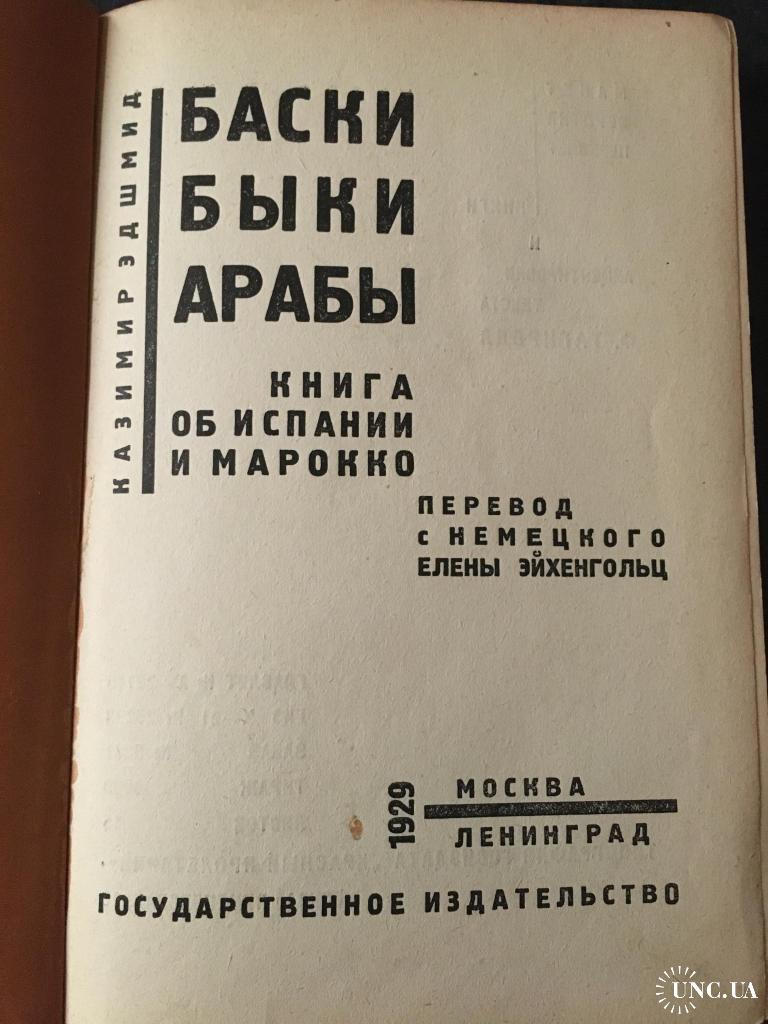 КАЗИМИР ЭДШМИД
БАСКИ
БЫКИ
АРАБЫ
КНИГА
ОБ ИСПАНИИ
И МАРОККО
ПЕРЕВОД
с НЕМЕЦКОГО
ЕЛЕНЫ ЭЙХЕНГОЛЬЦ
1929
МОСКВА
ЛЕНИНГРАД
ГОСУДАРСТВЕННОЕ ИЗДАТЕЛЬСТВО
UNC.UA